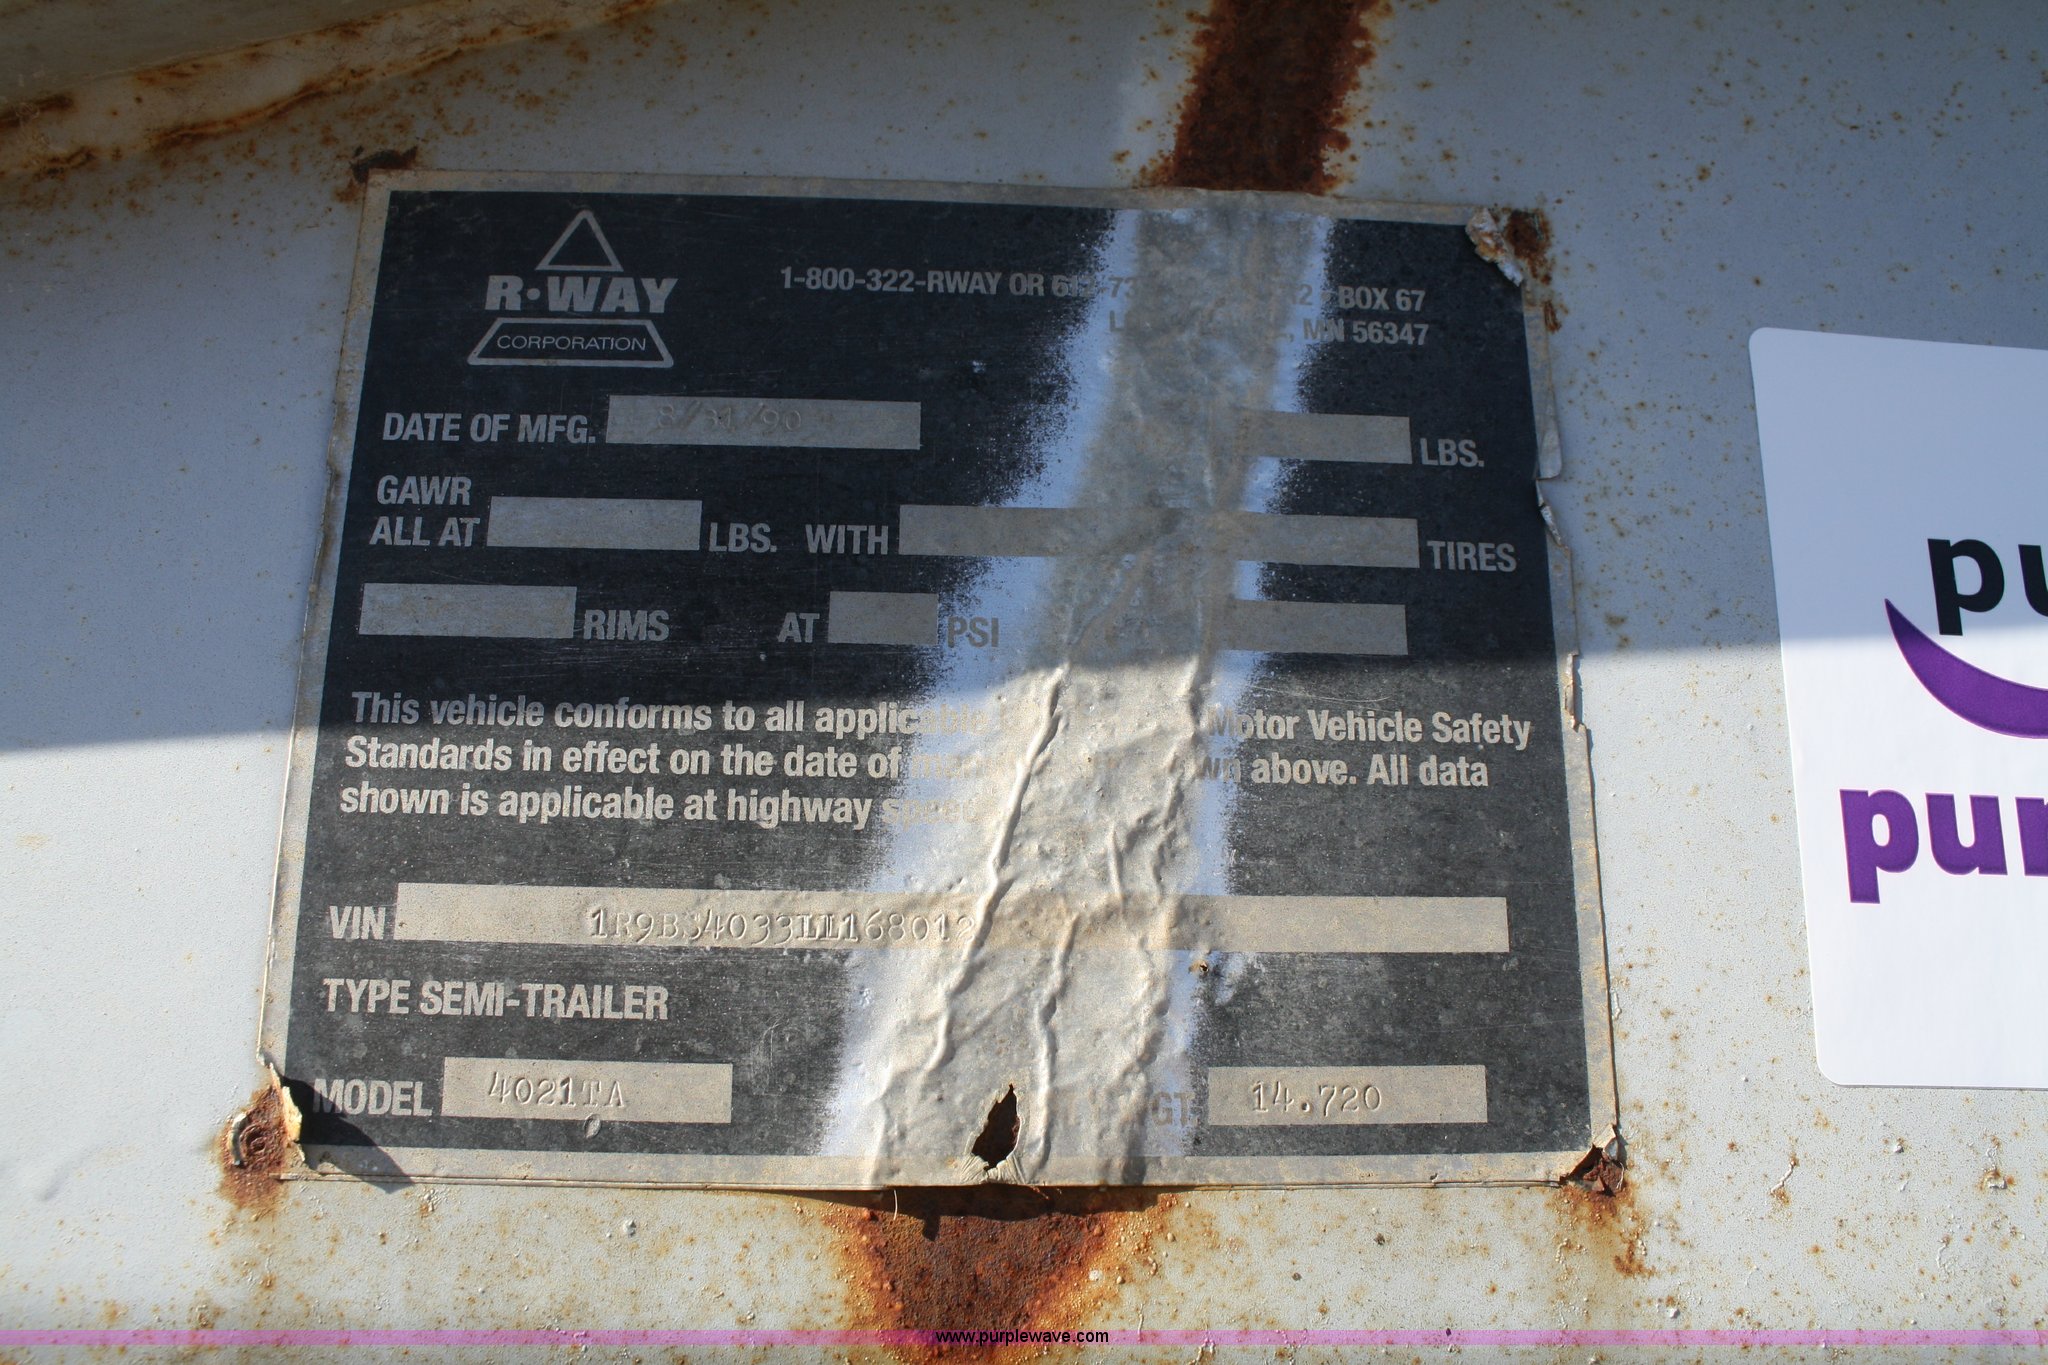 R·WAY
CORPORATION
1-800-322-RWAY OR BOX 67
MN 56347
DATE OF MFG. 8/31/90
LBS.
GAWR
ALL AT LBS. WITH TIRES
RIMS AT PSI
This vehicle conforms to all applicable Motor Vehicle Safety
Standards in effect on the date of above. All data
shown is applicable at highway
VIN
TYPE SEMI-TRAILER
MODEL 4021TA 14.720
pu
pur
www.purplewave.com